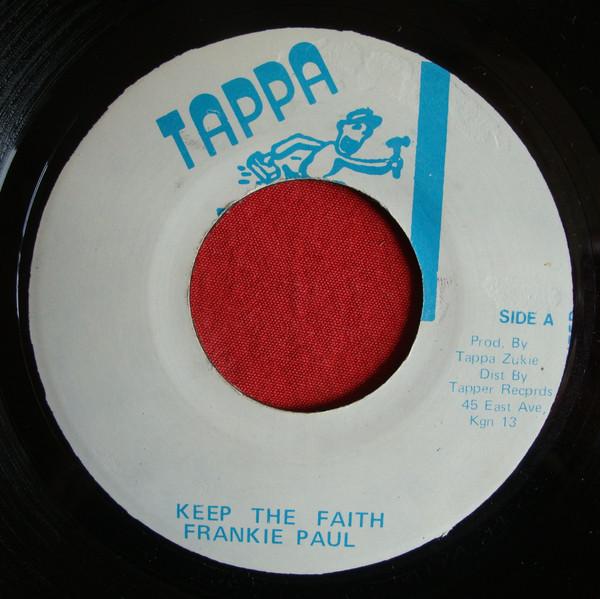 TAPPA
SIDE A
Prod. By
Tappa Zukie
Dist By
Tapper Recprds
45 East Ave,
Kgn 13
KEEP THE FAITH
FRANKIE PAUL